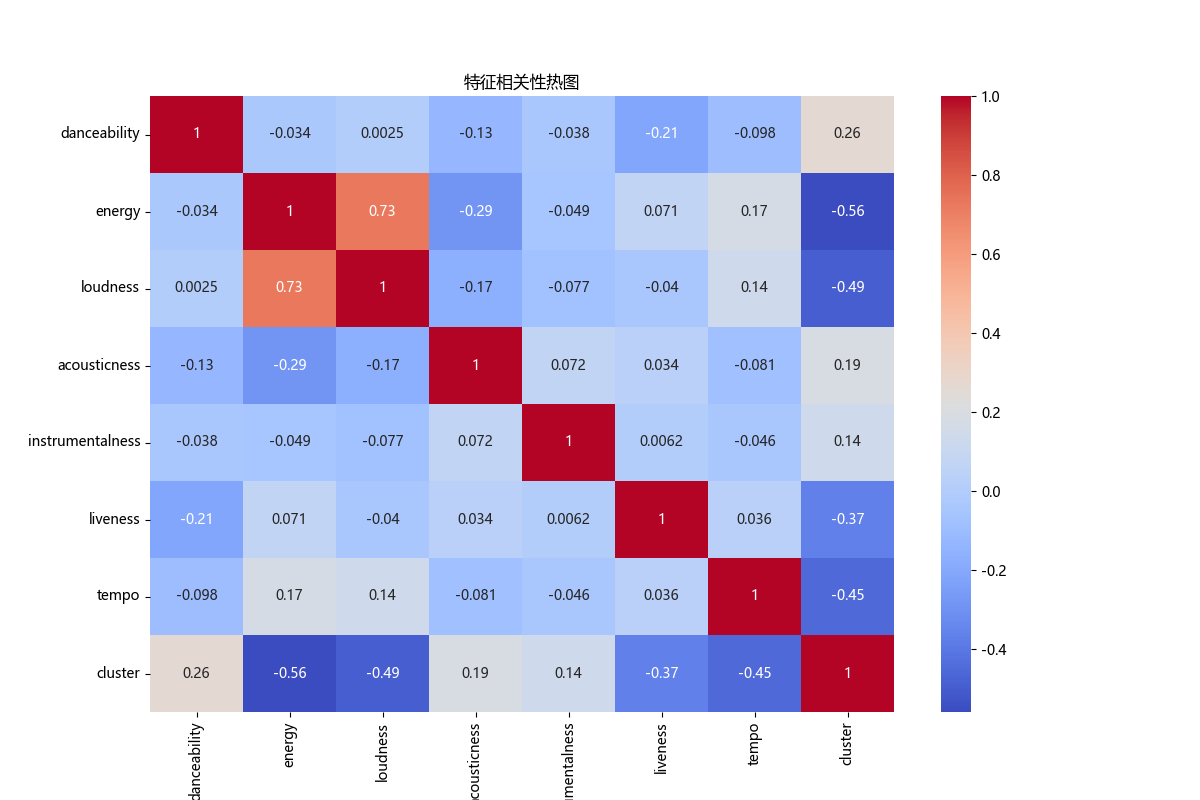 特征相关性热图
danceability 1 -0.034 0.0025 -0.13 -0.038 -0.21 -0.098 0.26
energy -0.034 1 0.73 -0.29 -0.049 0.071 0.17 -0.56
loudness 0.0025 0.73 1 -0.17 -0.077 -0.04 0.14 -0.49
acousticness -0.13 -0.29 -0.17 1 0.072 0.034 -0.081 0.19
instrumentalness -0.038 -0.049 -0.077 0.072 1 0.0062 -0.046 0.14
liveness -0.21 0.071 -0.04 0.034 0.0062 1 0.036 -0.37
tempo -0.098 0.17 0.14 -0.081 -0.046 0.036 1 -0.45
cluster 0.26 -0.56 -0.49 0.19 0.14 -0.37 -0.45 1
danceability
energy
loudness
cousticness
umentalness
liveness
tempo
cluster
1.0
0.8
0.6
0.4
0.2
0.0
-0.2
-0.4